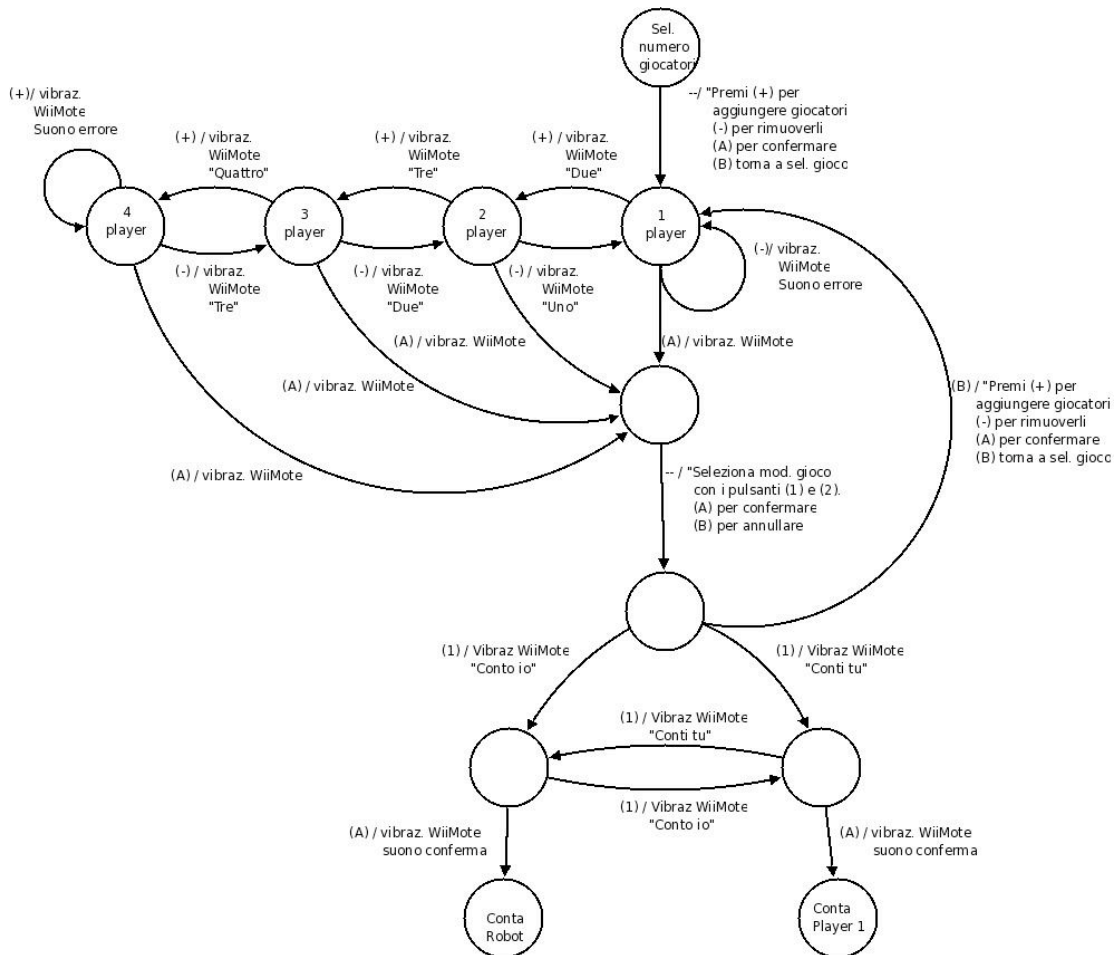 Sel.
numero
giocatori
--/ "Premi (+) per
aggiungere giocatori
(-) per rimuoverli
(A) per confermare
(B) torna a sel. gioco
(+)/ vibraz.
WiiMote
Suono errore
(+) / vibraz.
WiiMote
"Quattro"
(+) / vibraz.
WiiMote
"Tre"
(+) / vibraz.
WiiMote
"Due"
4
player
3
player
2
player
1
player
(-)/ vibraz.
WiiMote
Suono errore
(-) / vibraz.
WiiMote
"Tre"
(-) / vibraz.
WiiMote
"Due"
(-) / vibraz.
WiiMote
"Uno"
(A) / vibraz. WiiMote
(A) / vibraz. WiiMote
(A) / vibraz. WiiMote
(B) / "Premi (+) per
aggiungere giocatori
(-) per rimuoverli
(A) per confermare
(B) torna a sel. gioco
-- / "Seleziona mod. gioco
con i pulsanti (1) e (2).
(A) per confermare
(B) per annullare
(1) / Vibraz WiiMote
"Conto io"
(1) / Vibraz WiiMote
"Conti tu"
(1) / Vibraz WiiMote
"Conti tu"
(1) / Vibraz WiiMote
"Conto io"
(A) / vibraz. WiiMote
suono conferma
(A) / vibraz. WiiMote
suono conferma
Conta
Robot
Conta
Player 1